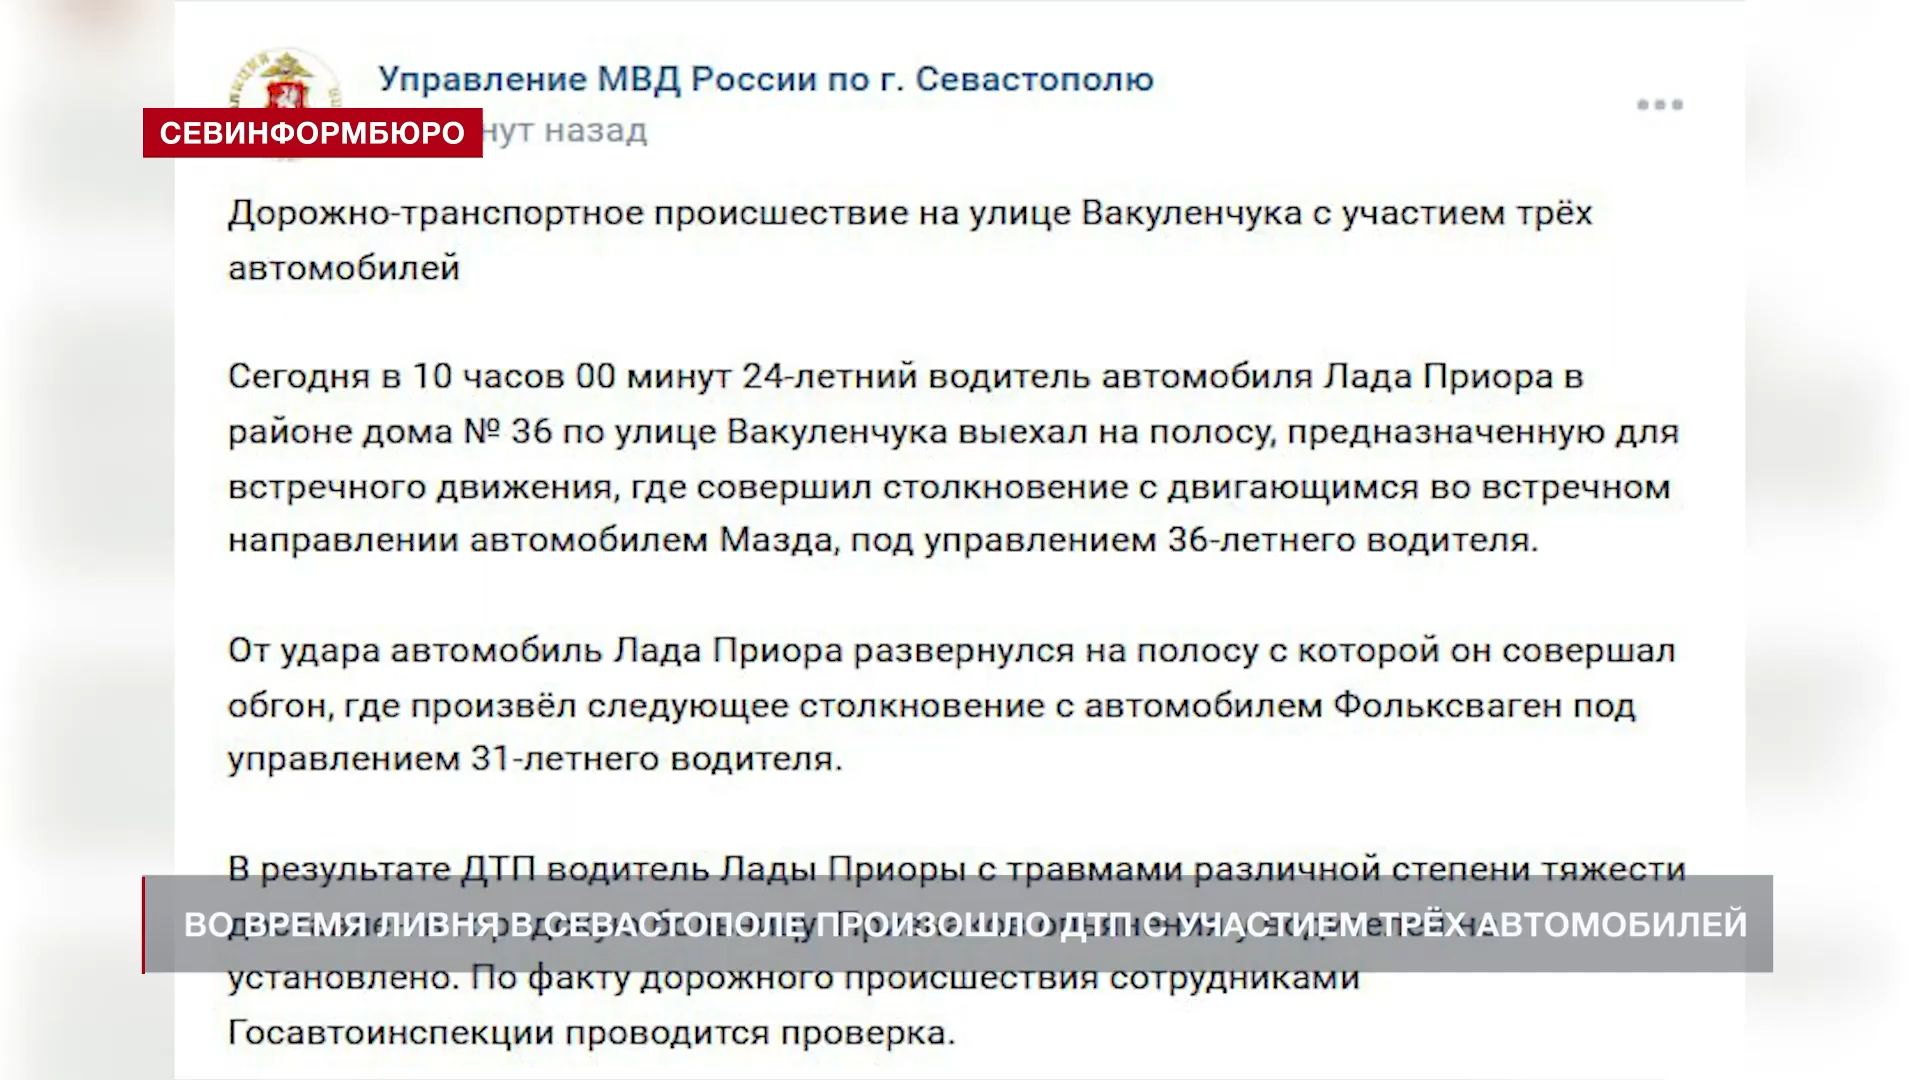 Управление МВД России по г. Севастополю
СЕВИНФОРМБЮРО
назад
Дорожно-транспортное происшествие на улице Вакуленчука с участием трёх
автомобилей
Сегодня в 10 часов 00 минут 24-летний водитель автомобиля Лада Приора в
районе дома № 36 по улице Вакуленчука выехал на полосу, предназначенную для
встречного движения, где совершил столкновение с двигающимся во встречном
направлении автомобилем Мазда, под управлением 36-летнего водителя.
От удара автомобиль Лада Приора развернулся на полосу с которой он совершал
обгон, где произвёл следующее столкновение с автомобилем Фольксваген под
управлением 31-летнего водителя.
В результате ДТП водитель Лады Приоры с травмами различной степени тяжести
ВО ВРЕМЯ ЛИВНЯ В СЕВАСТОПОЛЕ ПРОИЗОШЛО ДТП С УЧАСТИЕМ ТРЁХ АВТОМОБИЛЕЙ
установлено. По факту дорожного происшествия сотрудниками
Госавтоинспекции проводится проверка.